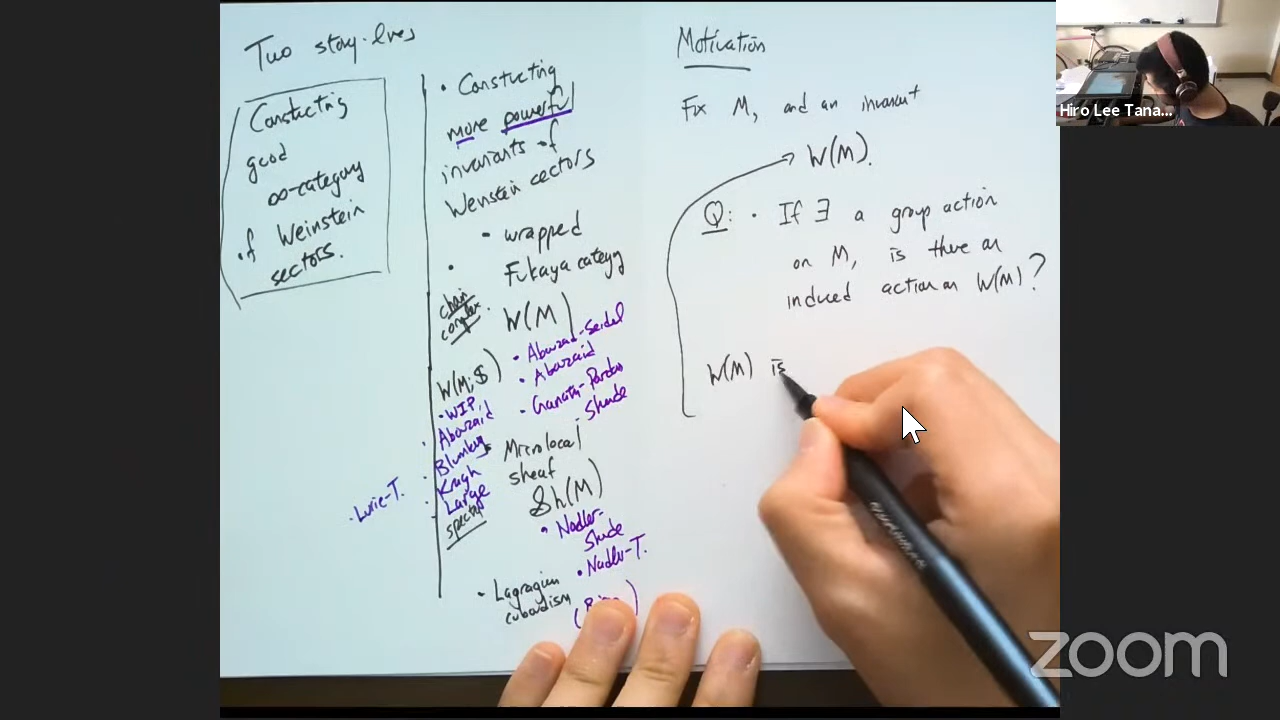 Two story-lines
Constructing
good
∞-category
of Weinstein
sectors.
• Constucting
more powerful
invariants of
Weinstein sectors
• wrapped
Fukaya category
W(M)
• Abouzaid-Seidel
• Abouzaid
• Ganatra-Pardon
Shende
chain
complex
W(M; $)
• WIP,
Abouzaid
Blumberg
Kragh
Large
spectra
• Lurie-T.
Microlocal
sheaf
Sh(M)
• Nadler-
Shende
• Nadler-T.
• Lagragian
cobordism
Motivation
Fix M, and an invariant
W(M).
Q: • If ∃ a group action
on M, is there an
induced action on W(M)?
W(M) is
Hiro Lee Tana...
zoom